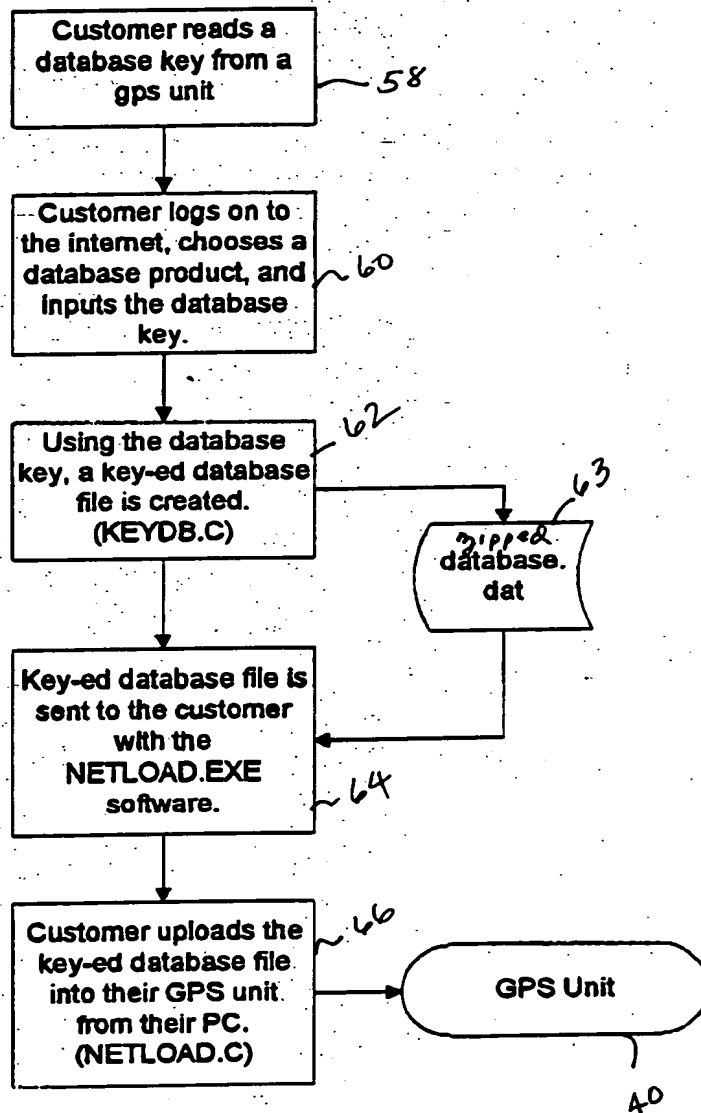 Customer reads a
database key from a
gps unit
58
Customer logs on to
the internet, chooses a
database product, and
inputs the database
key.
60
Using the database
key, a key-ed database
file is created.
(KEYDB.C)
62
63
zipped
database.
dat
Key-ed database file is
sent to the customer
with the
NETLOAD.EXE
software.
64
Customer uploads the
key-ed database file
into their GPS unit
from their PC.
(NETLOAD.C)
66
GPS Unit
40